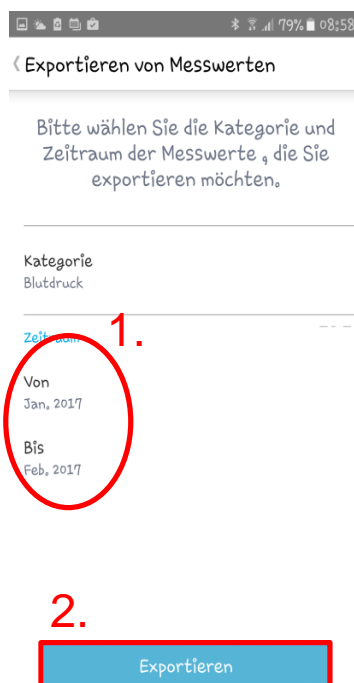 79% 08:58
Exportieren von Messwerten
Bitte wählen Sie die Kategorie und
Zeitraum der Messwerte , die Sie
exportieren möchten.
Kategorie
Blutdruck
1.
Zeitraum
Von
Jan. 2017
Bis
Feb. 2017
2.
Exportieren